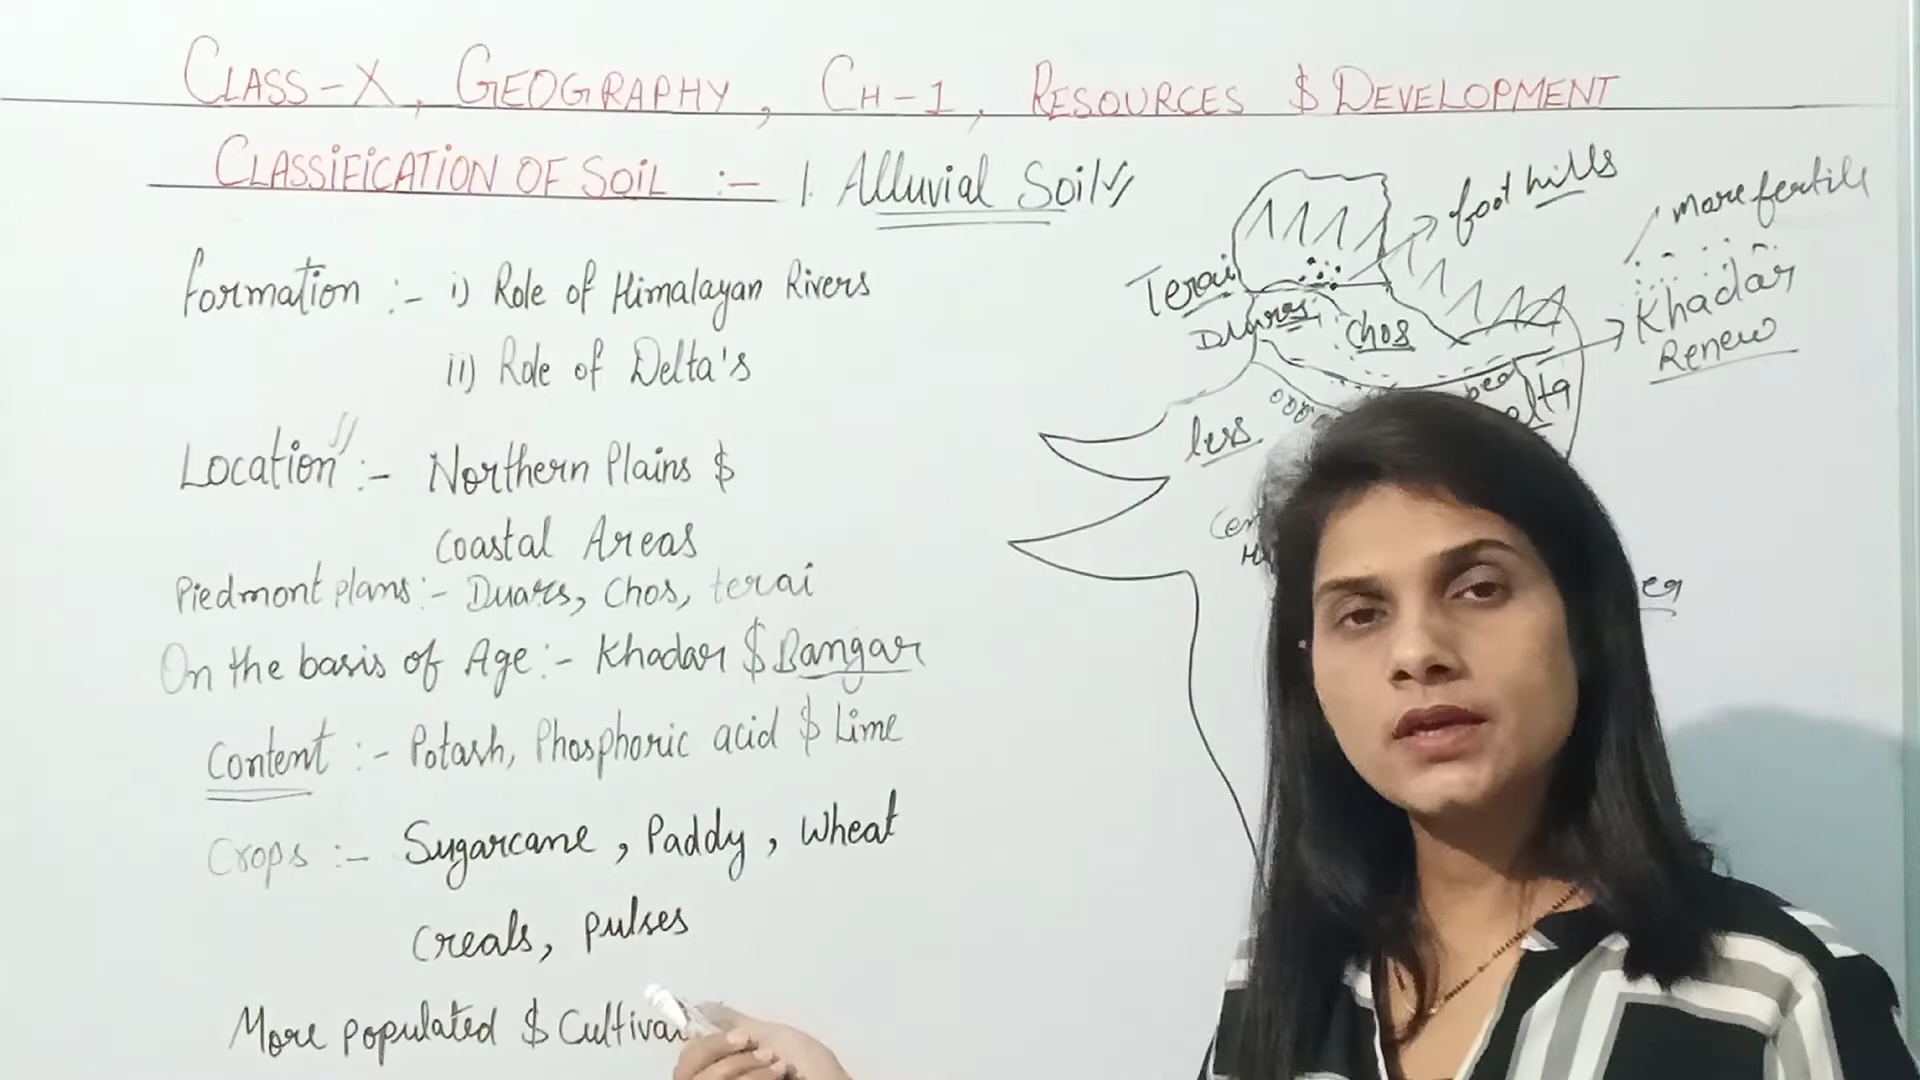 CLASS-X, GEOGRAPHY, CH-1, RESOURCES $ DEVELOPMENT
CLASSIFICATION OF SOIL :- 1. Alluvial Soil
formation :- i) Role of Himalayan Rivers
ii) Role of Delta's
Location :- Northern Plains $
Coastal Areas
Piedmont plans :- Duars, Chos, terai
On the basis of Age :- Khadar $ Bangar
Content :- Potash, Phosphoric acid $ Lime
Crops :- Sugarcane, Paddy, Wheat
Creals, pulses
More populated $
foot hills
more fertile
Terai
Duars
Chos
Khadar
Renew
less